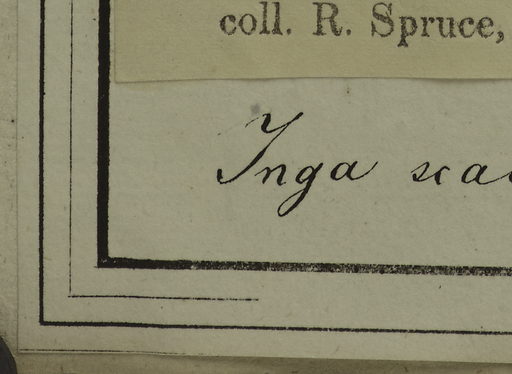 coll. R. Spruce,
Inga